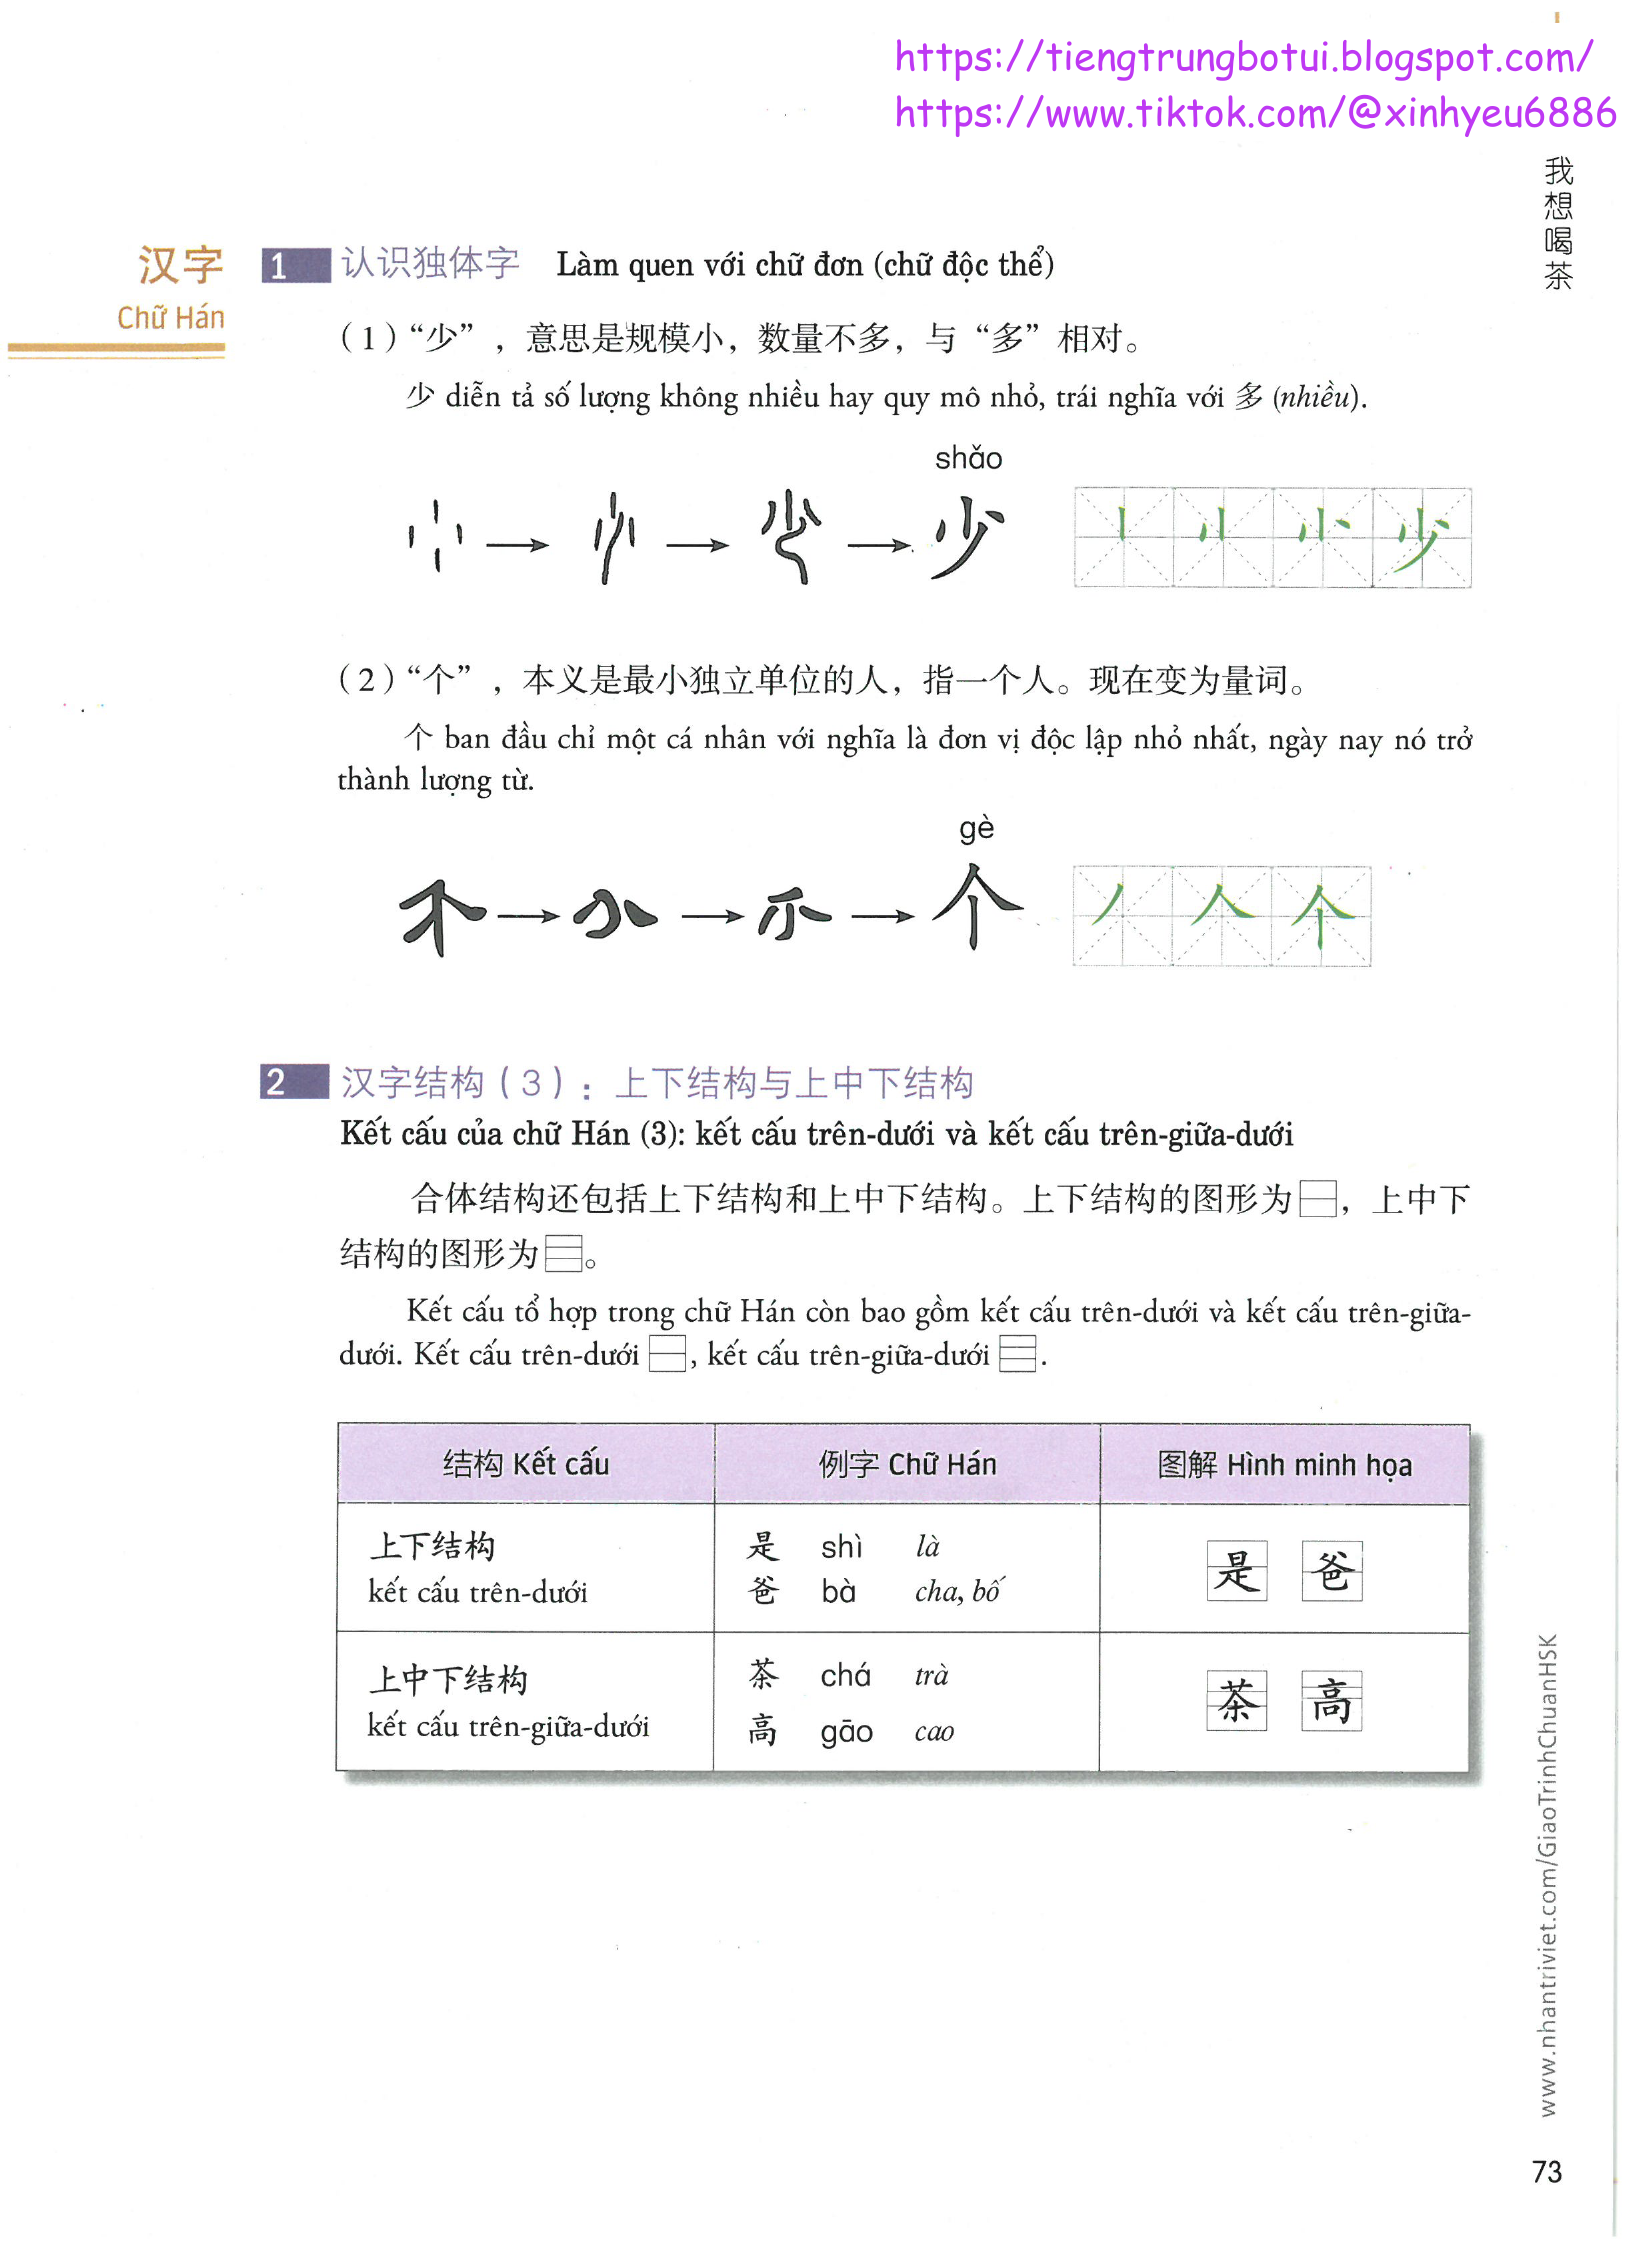 https://tiengtrungbotui.blogspot.com/
https://www.tiktok.com/@xinhyeu6886
我想喝茶
汉字
Chữ Hán
1 认识独体字 Làm quen với chữ đơn (chữ độc thể)
（1）“少”，意思是规模小，数量不多，与“多”相对。
少 diễn tả số lượng không nhiều hay quy mô nhỏ, trái nghĩa với 多 (nhiều).
shǎo
少
（2）“个”，本义是最小独立单位的人，指一个人。现在变为量词。
个 ban đầu chỉ một cá nhân với nghĩa là đơn vị độc lập nhỏ nhất, ngày nay nó trở
thành lượng từ.
gè
个
2 汉字结构（3）：上下结构与上中下结构
Kết cấu của chữ Hán (3): kết cấu trên-dưới và kết cấu trên-giữa-dưới
合体结构还包括上下结构和上中下结构。上下结构的图形为，上中下
结构的图形为。
Kết cấu tổ hợp trong chữ Hán còn bao gồm kết cấu trên-dưới và kết cấu trên-giữa-
dưới. Kết cấu trên-dưới , kết cấu trên-giữa-dưới .
结构 Kết cấu 例字 Chữ Hán 图解 Hình minh họa
上下结构
kết cấu trên-dưới
是 shì là
爸 bà cha, bố
是 爸
上中下结构
kết cấu trên-giữa-dưới
茶 chá trà
高 gāo cao
茶 高
www.nhantriviet.com/GiaoTrinhChuanHSK
73